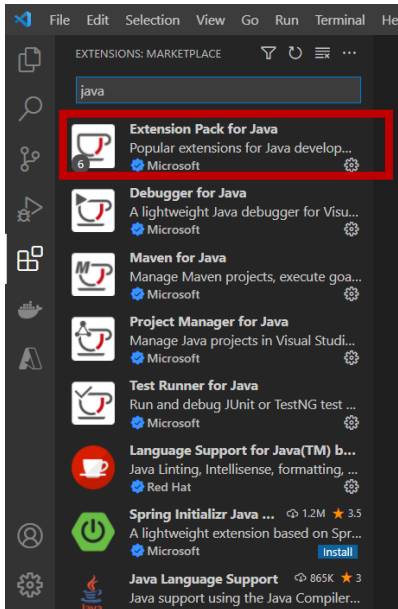 File Edit Selection View Go Run Terminal He
EXTENSIONS: MARKETPLACE
java
Extension Pack for Java
Popular extensions for Java develop...
6
Microsoft
Debugger for Java
A lightweight Java debugger for Visu...
Microsoft
M
Maven for Java
Manage Maven projects, execute goa...
Microsoft
Project Manager for Java
Manage Java projects in Visual Studi...
Microsoft
Test Runner for Java
Run and debug JUnit or TestNG test ...
Microsoft
Language Support for Java(TM) b...
Java Linting, Intellisense, formatting, ...
Red Hat
Spring Initializr Java ... 1.2M ★ 3.5
A lightweight extension based on Spr...
Microsoft Install
Java Language Support 865K ★ 3
Java support using the Java Compiler...
Java